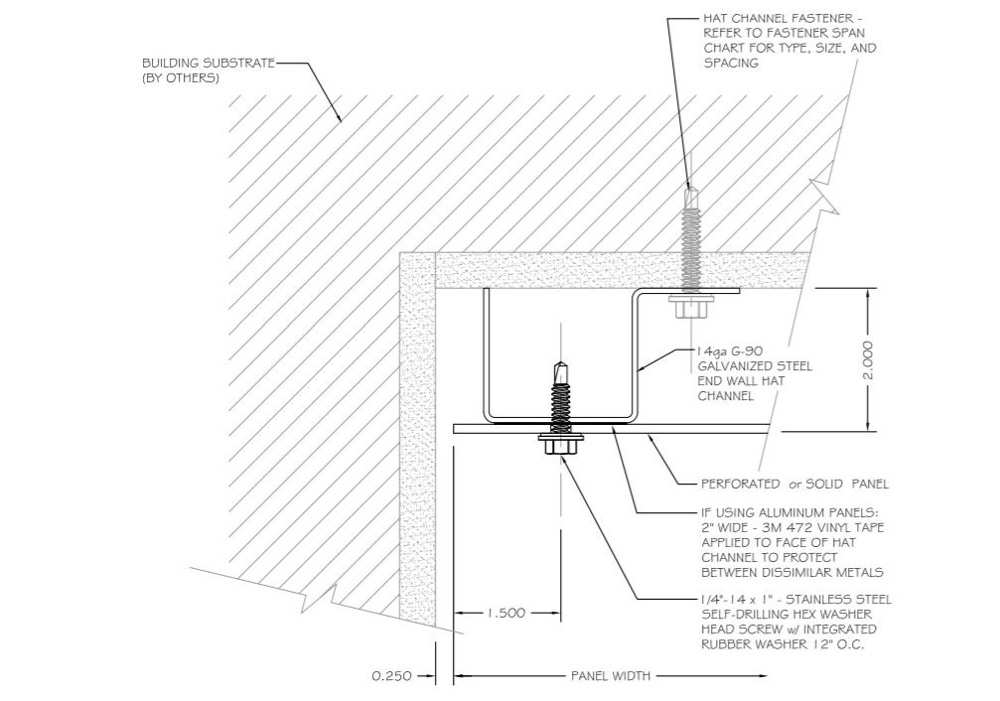 HAT CHANNEL FASTENER -
REFER TO FASTENER SPAN
CHART FOR TYPE, SIZE, AND
SPACING
BUILDING SUBSTRATE
(BY OTHERS)
14ga G-90
GALVANIZED STEEL
END WALL HAT
CHANNEL
2.000
PERFORATED or SOLID PANEL
IF USING ALUMINUM PANELS:
2" WIDE - 3M 472 VINYL TAPE
APPLIED TO FACE OF HAT
CHANNEL TO PROTECT
BETWEEN DISSIMILAR METALS
1/4"-14 x 1" - STAINLESS STEEL
SELF-DRILLING HEX WASHER
HEAD SCREW w/ INTEGRATED
RUBBER WASHER 12" O.C.
1.500
0.250
PANEL WIDTH